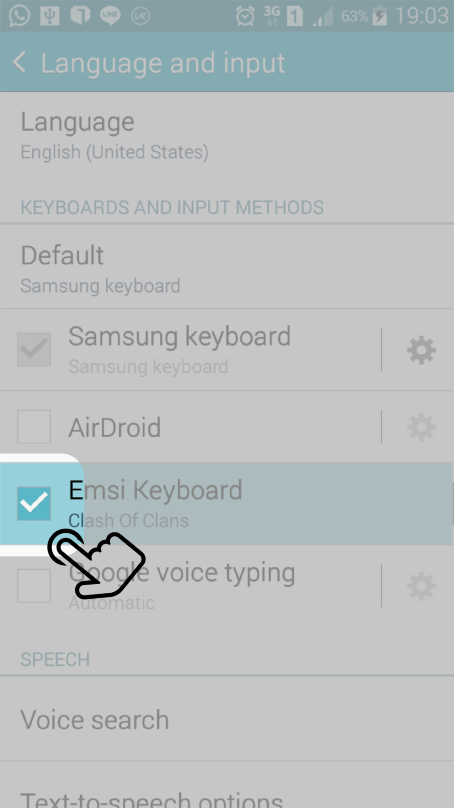 3G 1 63% 19:03
Language and input
Language
English (United States)
KEYBOARDS AND INPUT METHODS
Default
Samsung keyboard
Samsung keyboard
Samsung keyboard
AirDroid
Emsi Keyboard
Clash Of Clans
Google voice typing
Automatic
SPEECH
Voice search
Text-to-speech options